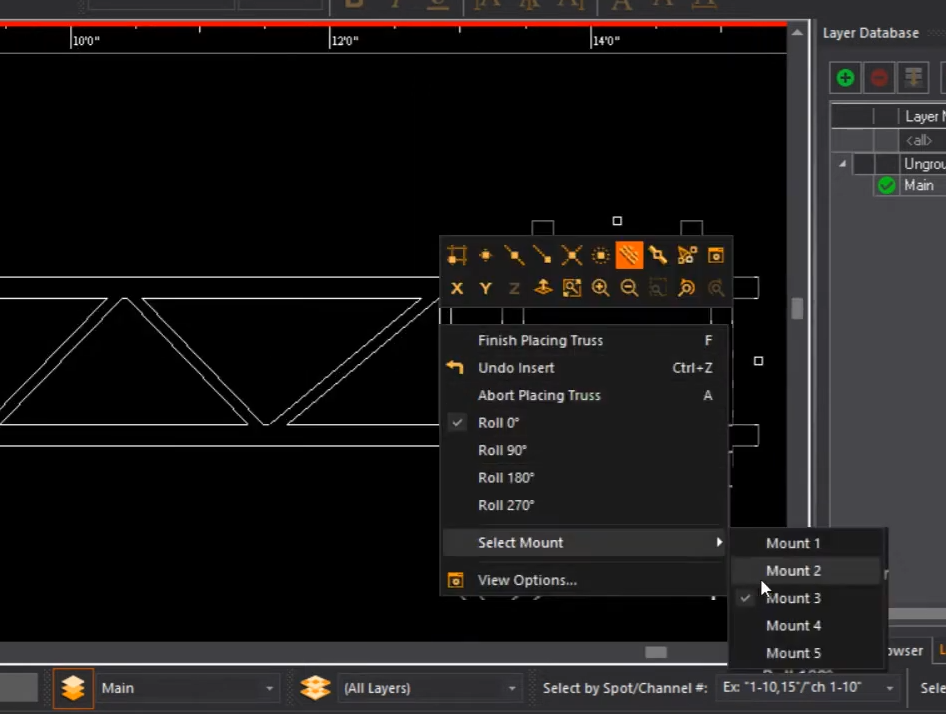 10'0" 12'0" 14'0"
Layer Database
Layer N
<all>
Ungrou
Main
X Y Z
Finish Placing Truss F
Undo Insert Ctrl+Z
Abort Placing Truss A
Roll 0°
Roll 90°
Roll 180°
Roll 270°
Select Mount
View Options...
Mount 1
Mount 2
Mount 3
Mount 4
Mount 5
owser
Main (All Layers) Select by Spot/Channel #: Ex: "1-10,15"/"ch 1-10" Sele